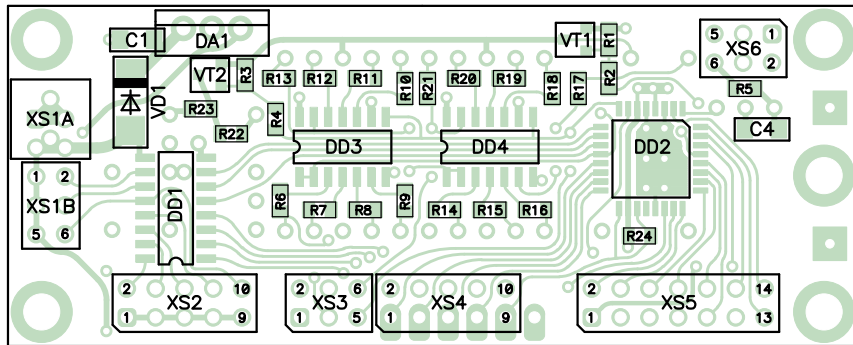 C1
DA1
VT1
R1
5
1
XS6
6
2
VT2
R3
R13
R12
R11
R10
R21
R20
R19
R18
R17
R2
R5
VD1
XS1A
R23
R22
R4
DD3
DD4
DD2
C4
1
2
XS1B
5
6
DD1
R6
R7
R8
R9
R14
R15
R16
R24
2
10
XS2
1
9
2
6
XS3
1
5
2
10
XS4
1
9
2
14
XS5
1
13